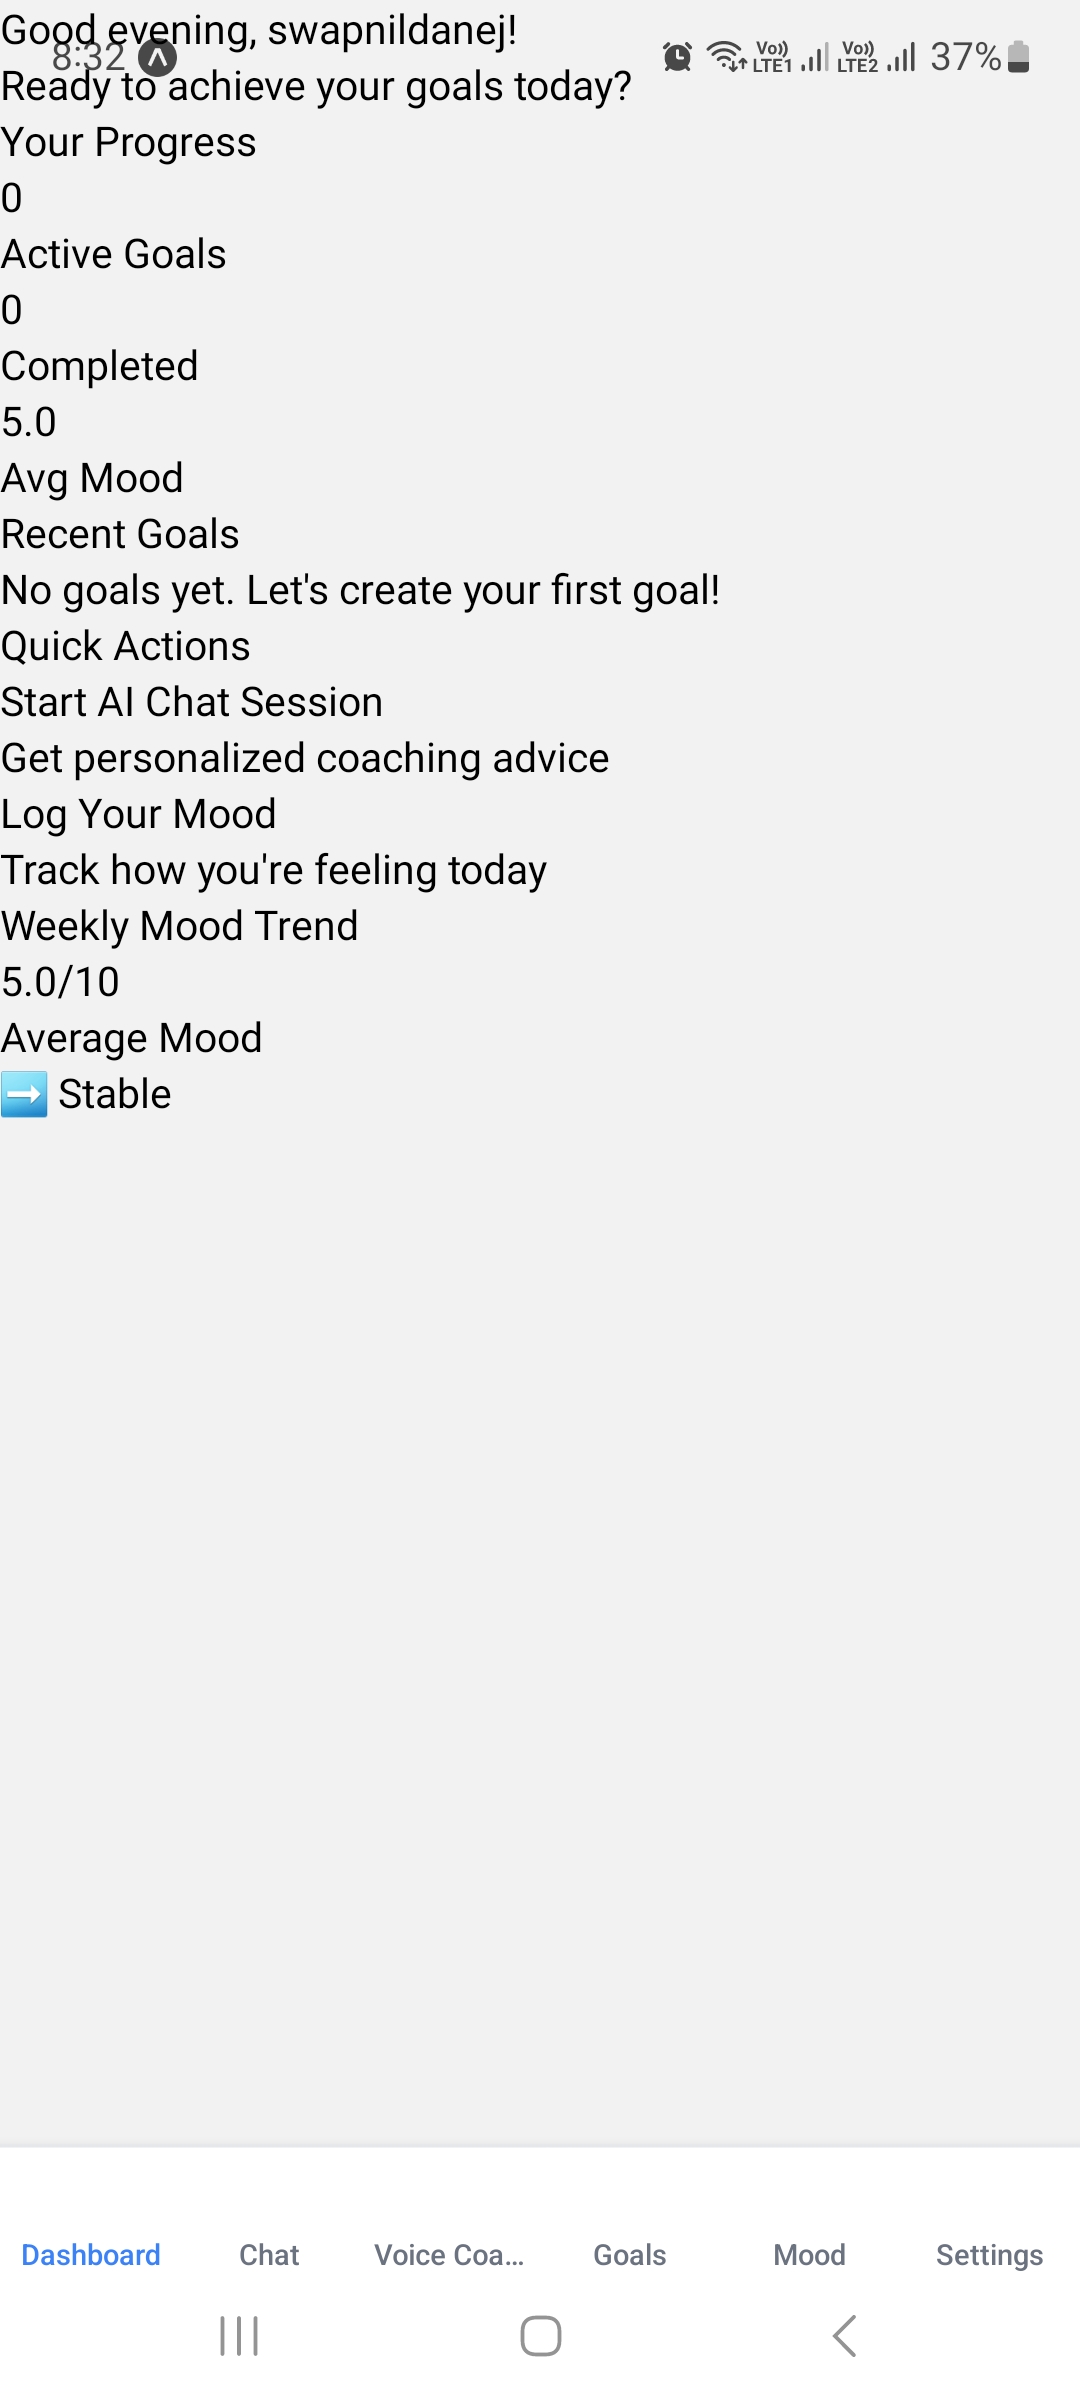 Good evening, swapnildanej!
8:32
Vo)) LTE1 Vo)) LTE2 37%
Ready to achieve your goals today?
Your Progress
0
Active Goals
0
Completed
5.0
Avg Mood
Recent Goals
No goals yet. Let's create your first goal!
Quick Actions
Start AI Chat Session
Get personalized coaching advice
Log Your Mood
Track how you're feeling today
Weekly Mood Trend
5.0/10
Average Mood
➡️ Stable
Dashboard Chat Voice Coa... Goals Mood Settings